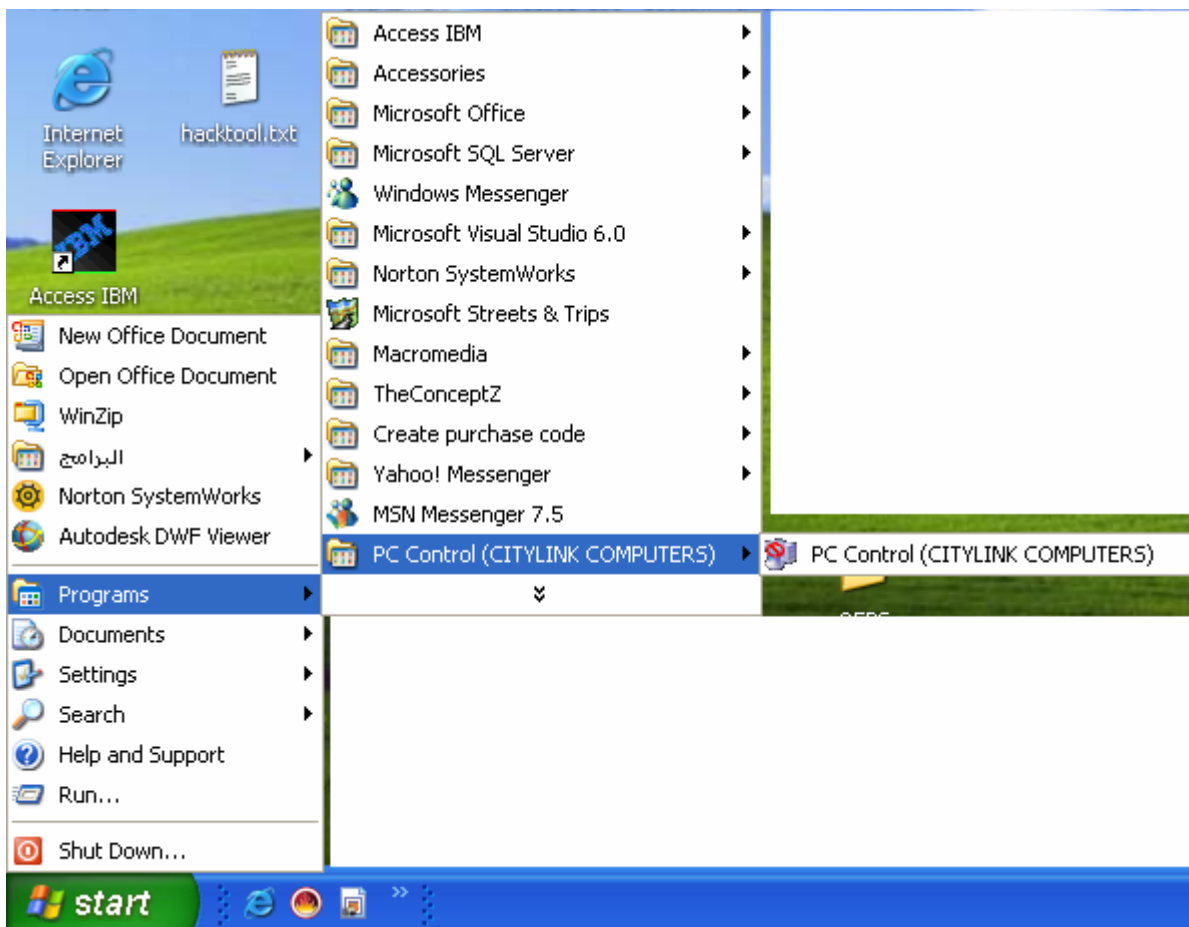 Internet
Explorer
hacktool.txt
Access IBM
New Office Document
Open Office Document
WinZip
البرامج
Norton SystemWorks
Autodesk DWF Viewer
Programs
Documents
Settings
Search
Help and Support
Run...
Shut Down...
start
Access IBM
Accessories
Microsoft Office
Microsoft SQL Server
Windows Messenger
Microsoft Visual Studio 6.0
Norton SystemWorks
Microsoft Streets & Trips
Macromedia
TheConceptZ
Create purchase code
Yahoo! Messenger
MSN Messenger 7.5
PC Control (CITYLINK COMPUTERS)
PC Control (CITYLINK COMPUTERS)